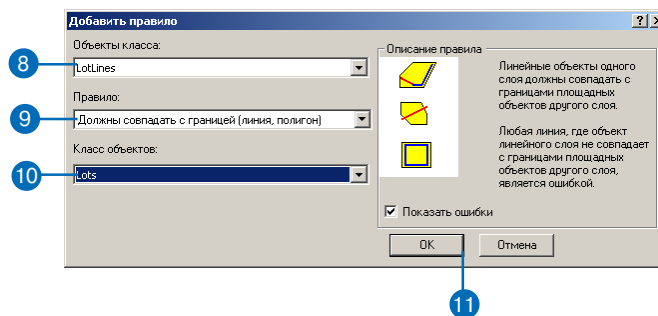 Добавить правило
Объекты класса:
8
LotLines
Правило:
9
Должны совпадать с границей (линия, полигон)
Класс объектов:
10
Lots
Описание правила
Линейные объекты одного
слоя должны совпадать с
границами площадных
объектов другого слоя.
Любая линия, где объект
линейного слоя не совпадает
с границами площадных
объектов другого слоя,
является ошибкой.
Показать ошибки
OK
Отмена
11